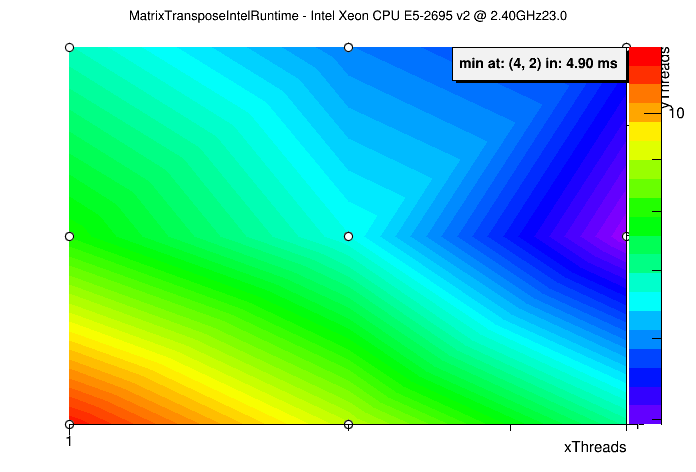 MatrixTransposeIntelRuntime - Intel Xeon CPU E5-2695 v2 @ 2.40GHz23.0
min at: (4, 2) in: 4.90 ms
yThreads
10
1
xThreads